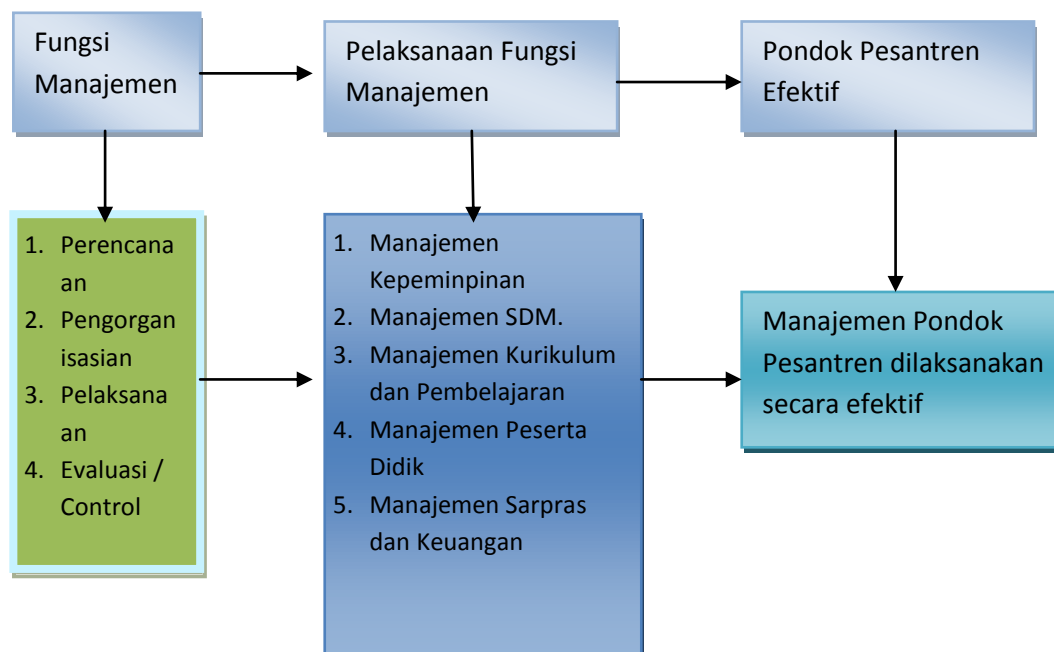 Fungsi
Manajemen
Pelaksanaan Fungsi
Manajemen
Pondok Pesantren
Efektif
1. Perencana
an
2. Pengorgan
isasian
3. Pelaksana
an
4. Evaluasi /
Control
1. Manajemen
Kepeminpinan
2. Manajemen SDM.
3. Manajemen Kurikulum
dan Pembelajaran
4. Manajemen Peserta
Didik
5. Manajemen Sarpras
dan Keuangan
Manajemen Pondok
Pesantren dilaksanakan
secara efektif